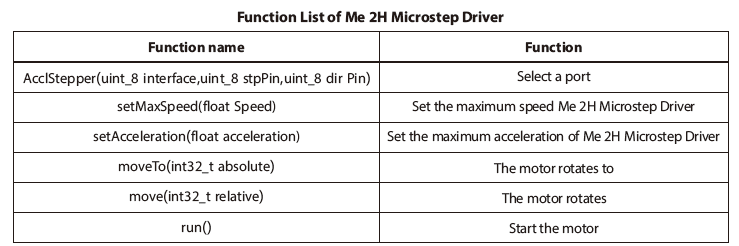 Function List of Me 2H Microstep Driver
Function name Function
AcclStepper(uint_8 interface,uint_8 stpPin,uint_8 dir Pin) Select a port
setMaxSpeed(float Speed) Set the maximum speed Me 2H Microstep Driver
setAcceleration(float acceleration) Set the maximum acceleration of Me 2H Microstep Driver
moveTo(int32_t absolute) The motor rotates to
move(int32_t relative) The motor rotates
run() Start the motor